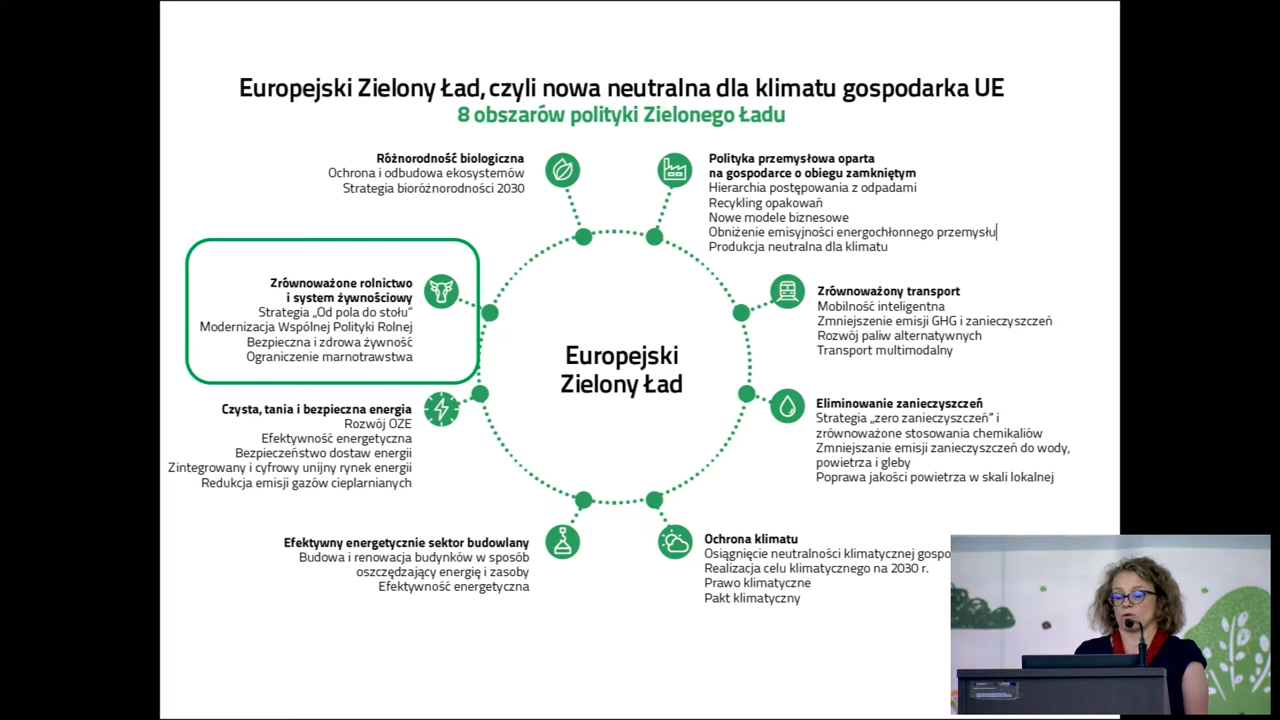 Europejski Zielony Ład, czyli nowa neutralna dla klimatu gospodarka UE
8 obszarów polityki Zielonego Ładu
Różnorodność biologiczna
Ochrona i odbudowa ekosystemów
Strategia bioróżnorodności 2030
Polityka przemysłowa oparta
na gospodarce o obiegu zamkniętym
Hierarchia postępowania z odpadami
Recykling opakowań
Nowe modele biznesowe
Obniżenie emisyjności energochłonnego przemysłu
Produkcja neutralna dla klimatu
Zrównoważone rolnictwo
i system żywnościowy
Strategia „Od pola do stołu”
Modernizacja Wspólnej Polityki Rolnej
Bezpieczna i zdrowa żywność
Ograniczenie marnotrawstwa
Zrównoważony transport
Mobilność inteligentna
Zmniejszenie emisji GHG i zanieczyszczeń
Rozwój paliw alternatywnych
Transport multimodalny
Europejski
Zielony Ład
Czysta, tania i bezpieczna energia
Rozwój OZE
Efektywność energetyczna
Bezpieczeństwo dostaw energii
Zintegrowany i cyfrowy unijny rynek energii
Redukcja emisji gazów cieplarnianych
Eliminowanie zanieczyszczeń
Strategia „zero zanieczyszczeń” i
zrównoważone stosowania chemikaliów
Zmniejszanie emisji zanieczyszczeń do wody,
powietrza i gleby
Poprawa jakości powietrza w skali lokalnej
Efektywny energetycznie sektor budowlany
Budowa i renowacja budynków w sposób
oszczędzający energię i zasoby
Efektywność energetyczna
Ochrona klimatu
Osiągnięcie neutralności klimatycznej gospo
Realizacja celu klimatycznego na 2030 r.
Prawo klimatyczne
Pakt klimatyczny